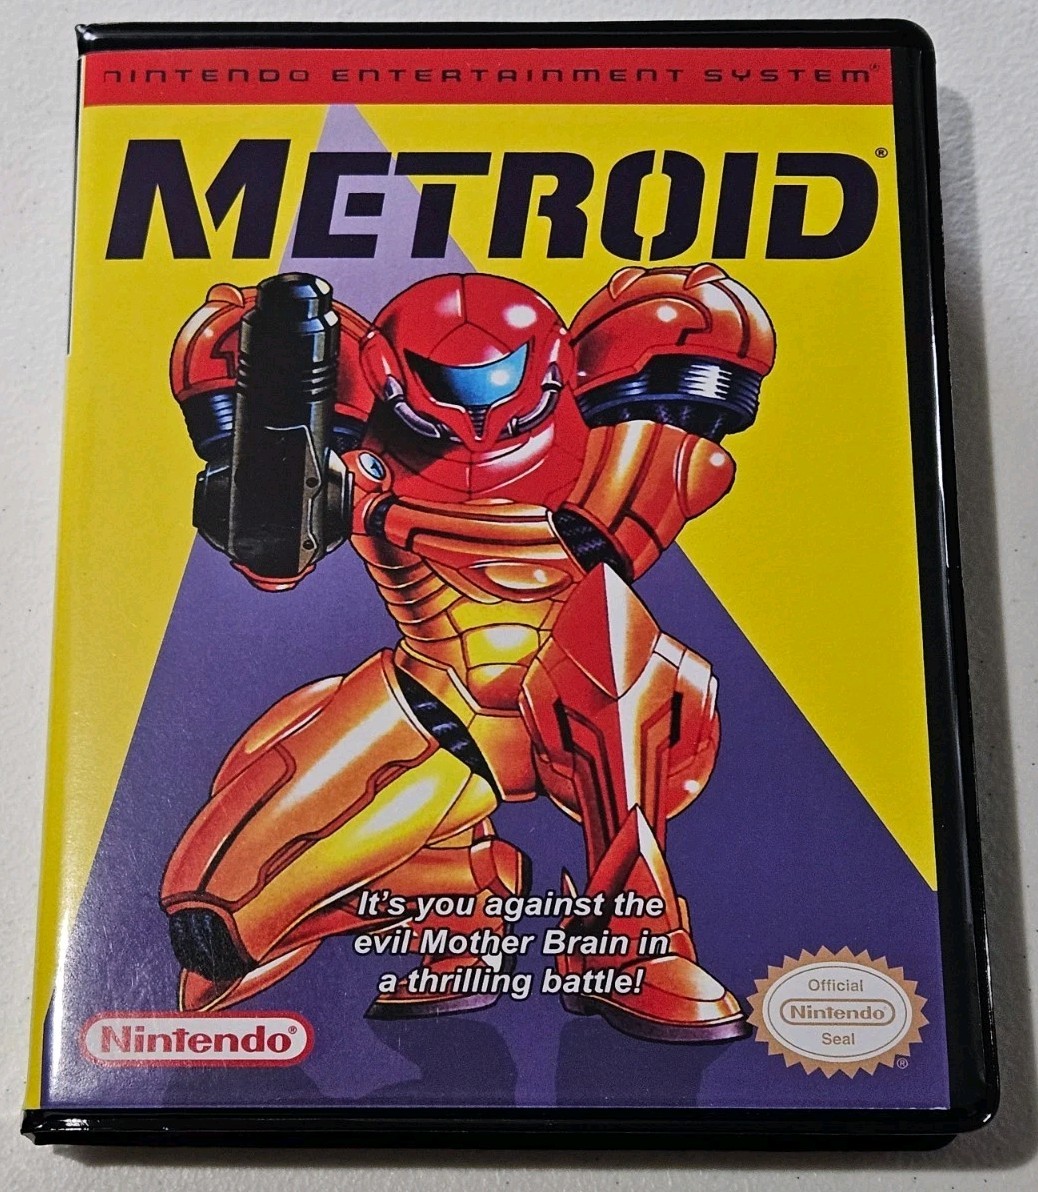 NINTENDO ENTERTAINMENT SYSTEM®
METROID®
It's you against the
evil Mother Brain in
a thrilling battle!
Nintendo®
Official
Nintendo®
Seal
®